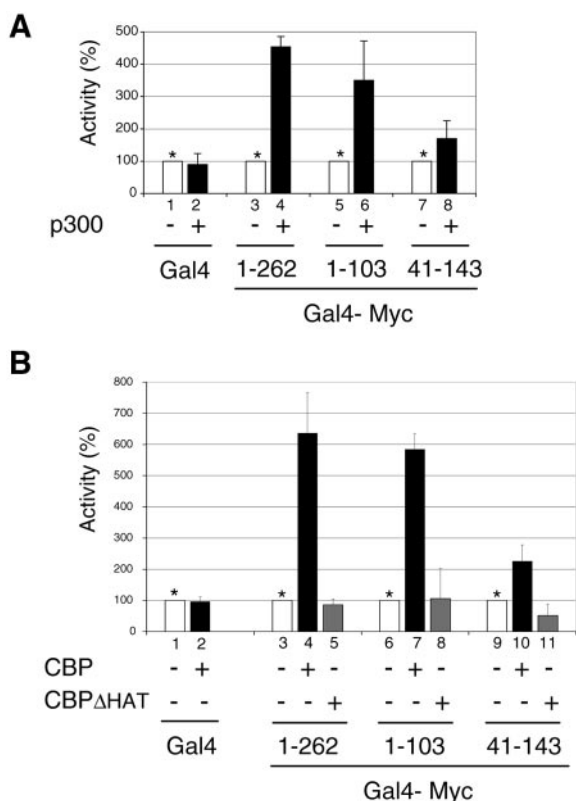 A
Activity (%)
500
400
300
200
100
0
* * * *
1 2 3 4 5 6 7 8
p300 - + - + - + - +
Gal4 1-262 1-103 41-143
Gal4- Myc
B
Activity (%)
800
700
600
500
400
300
200
100
0
* * * *
1 2 3 4 5 6 7 8 9 10 11
CBP - + - + - - + - - + -
CBPΔHAT - - - - + - - + - - +
Gal4 1-262 1-103 41-143
Gal4- Myc